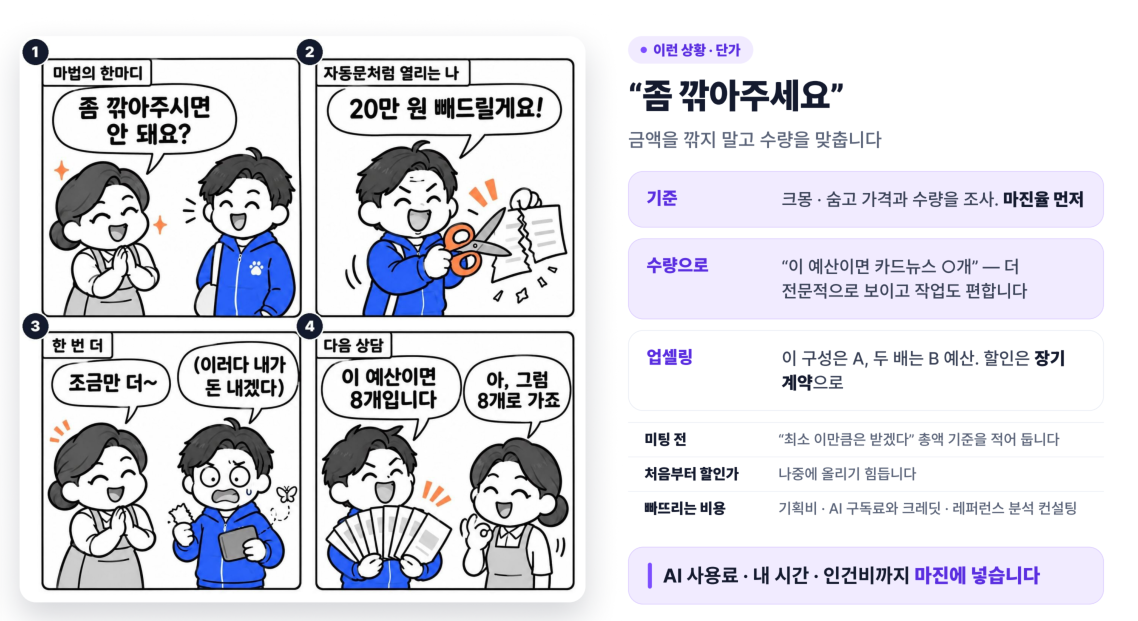 1
마법의 한마디
좀 깎아주시면
안 돼요?
2
자동문처럼 열리는 나
20만 원 빼드릴게요!
3
한 번 더
조금만 더~
(이러다 내가
돈 내겠다)
4
다음 상담
이 예산이면
8개입니다
아, 그럼
8개로 가죠
• 이런 상황 · 단가
“좀 깎아주세요”
금액을 깎지 말고 수량을 맞춥니다
기준
크몽 · 숨고 가격과 수량을 조사. 마진율 먼저
수량으로
“이 예산이면 카드뉴스 ○개” — 더
전문적으로 보이고 작업도 편합니다
업셀링
이 구성은 A, 두 배는 B 예산. 할인은 장기
계약으로
미팅 전
“최소 이만큼은 받겠다” 총액 기준을 적어 둡니다
처음부터 할인가
나중에 올리기 힘듭니다
빠뜨리는 비용
기획비 · AI 구독료와 크레딧 · 레퍼런스 분석 컨설팅
AI 사용료 · 내 시간 · 인건비까지 마진에 넣습니다